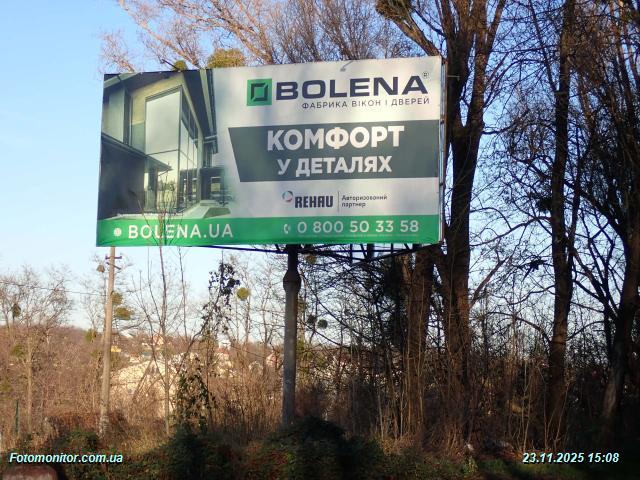 BOLENA®
ФАБРИКА ВІКОН І ДВЕРЕЙ
КОМФОРТ
У ДЕТАЛЯХ
REHAU
Авторизований
партнер
BOLENA.UA
0 800 50 33 58
Fotomonitor.com.ua
23.11.2025 15:08